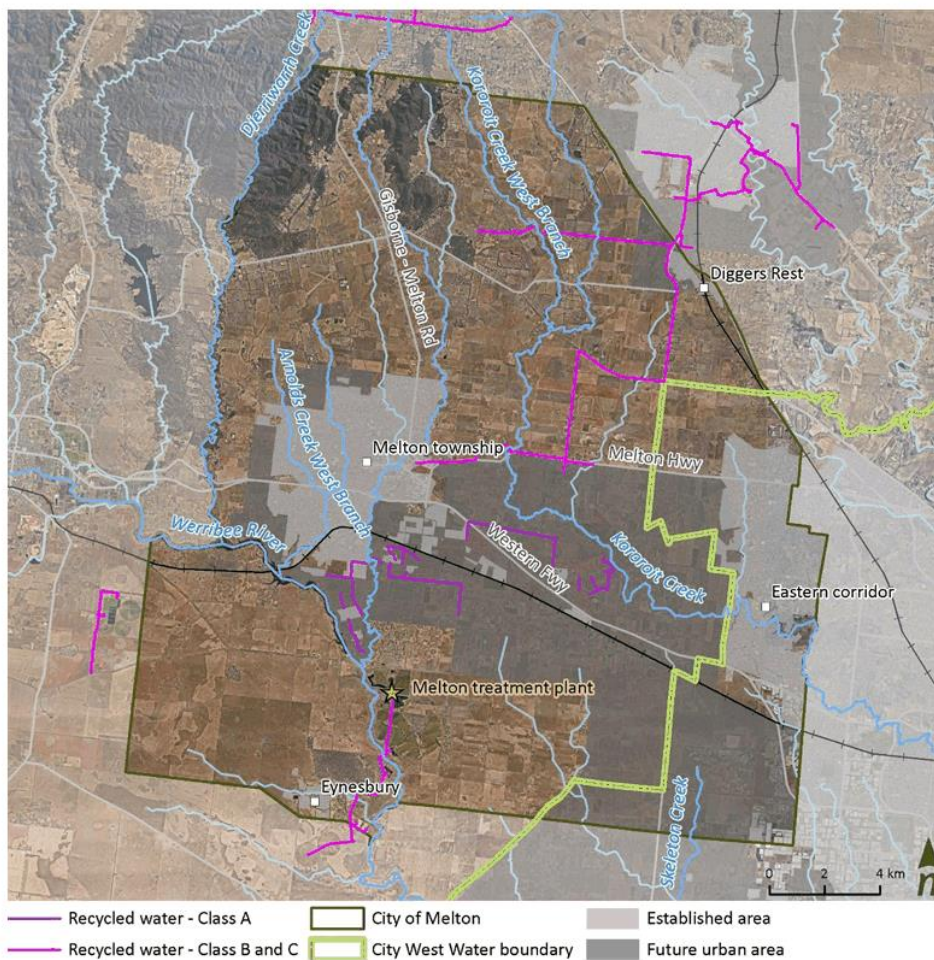 Djerriwarrh Creek
Kororoit Creek West Branch
Gisborne - Melton Rd
Diggers Rest
Arnolds Creek West Branch
Melton township
Melton Hwy
Werribee River
Western Fwy
Kororoit Creek
Eastern corridor
Melton treatment plant
Eynesbury
Skeleton Creek
0 2 4 km
n
Recycled water - Class A
City of Melton
Established area
Recycled water - Class B and C
City West Water boundary
Future urban area